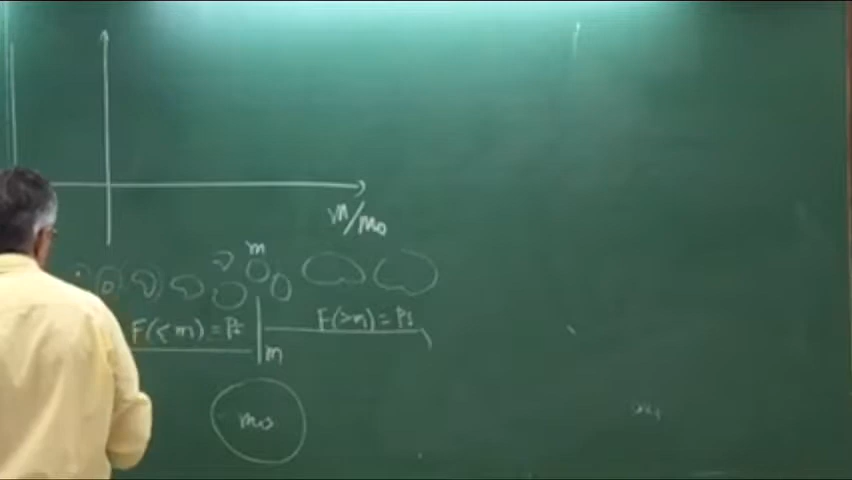 m/m₀
m
F(<m) =
F(>m) =
m
m₀